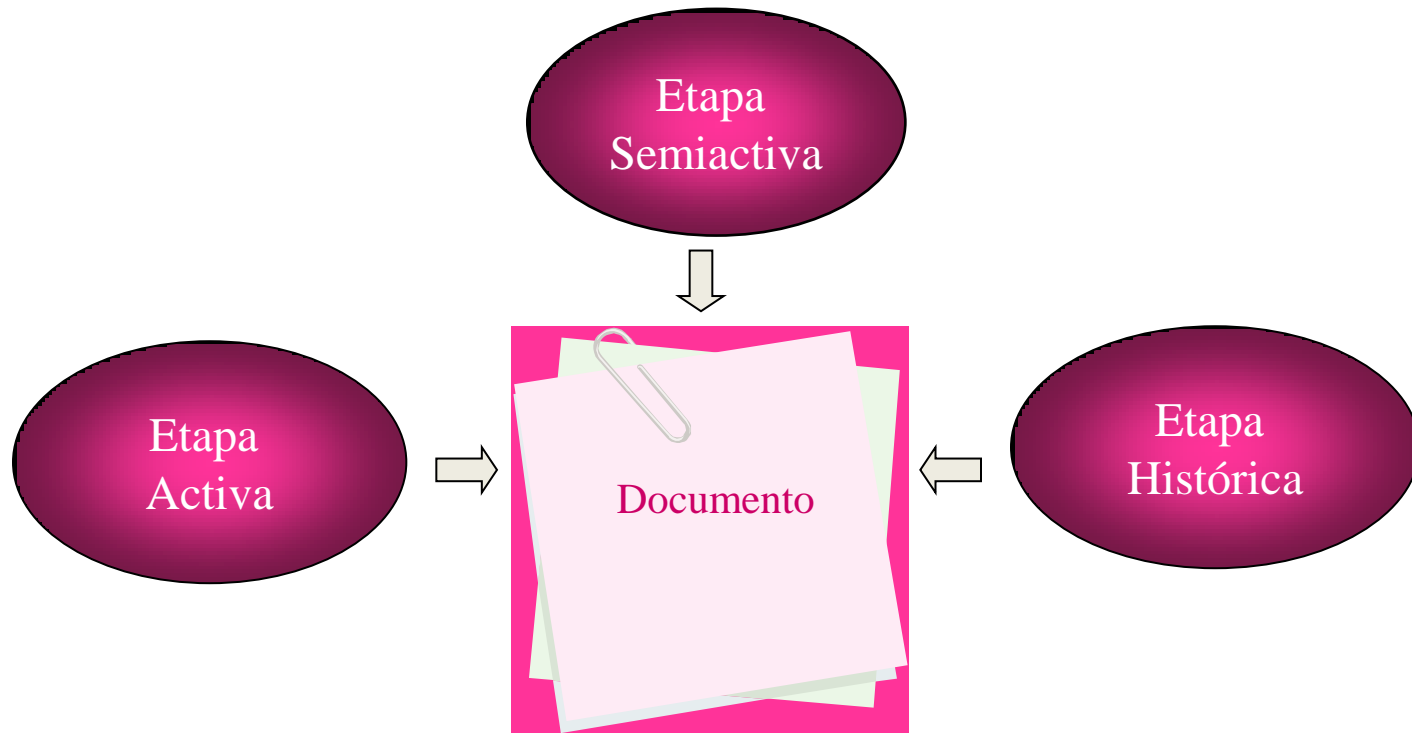 Etapa
Semiactiva
Etapa
Activa
Documento
Etapa
Histórica